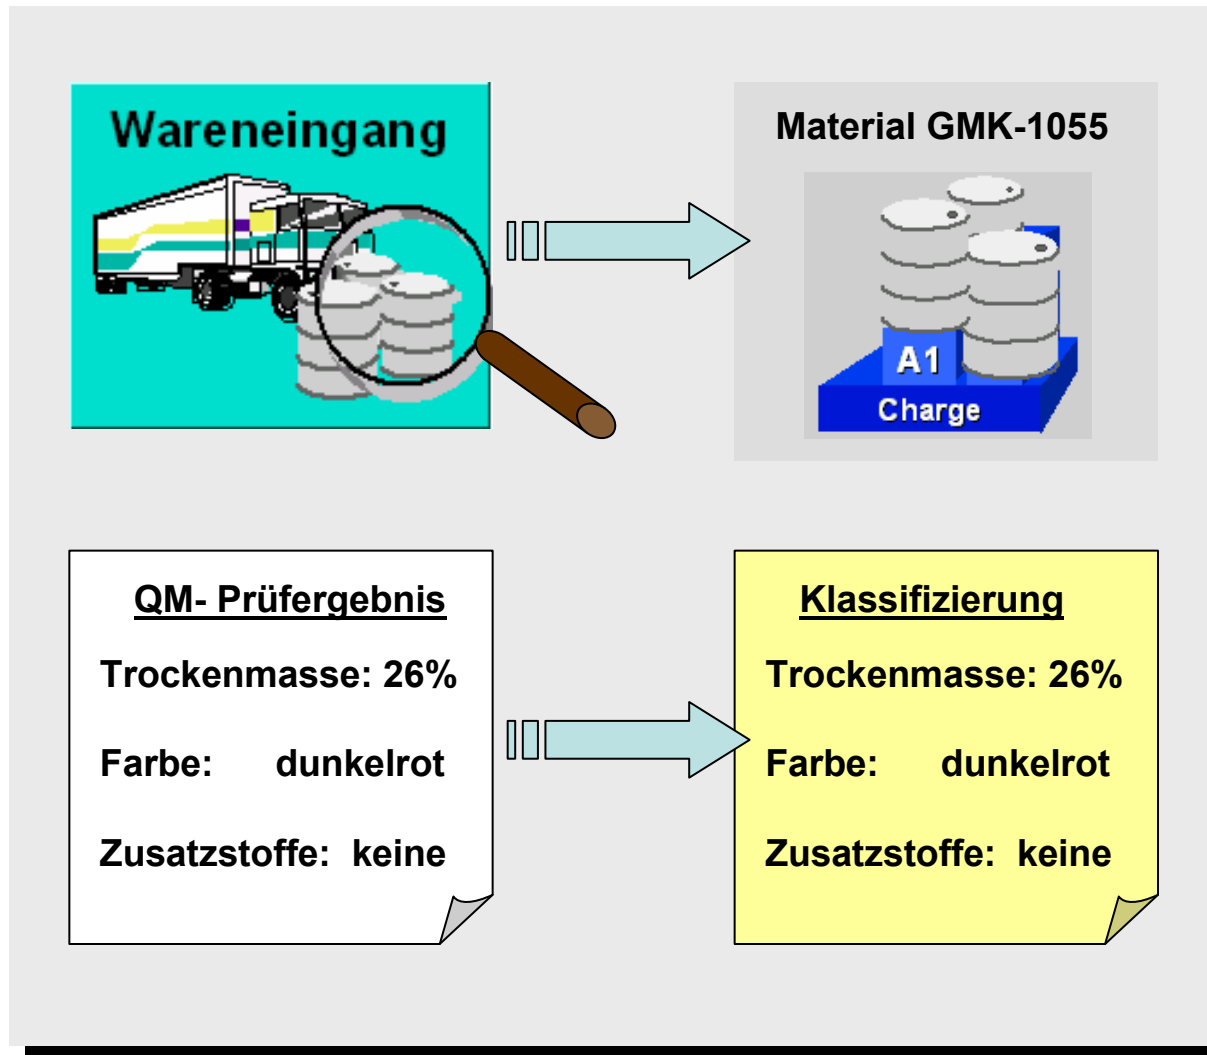 Wareneingang
Material GMK-1055
A1
Charge
QM- Prüfergebnis
Trockenmasse: 26%
Farbe: dunkelrot
Zusatzstoffe: keine
Klassifizierung
Trockenmasse: 26%
Farbe: dunkelrot
Zusatzstoffe: keine